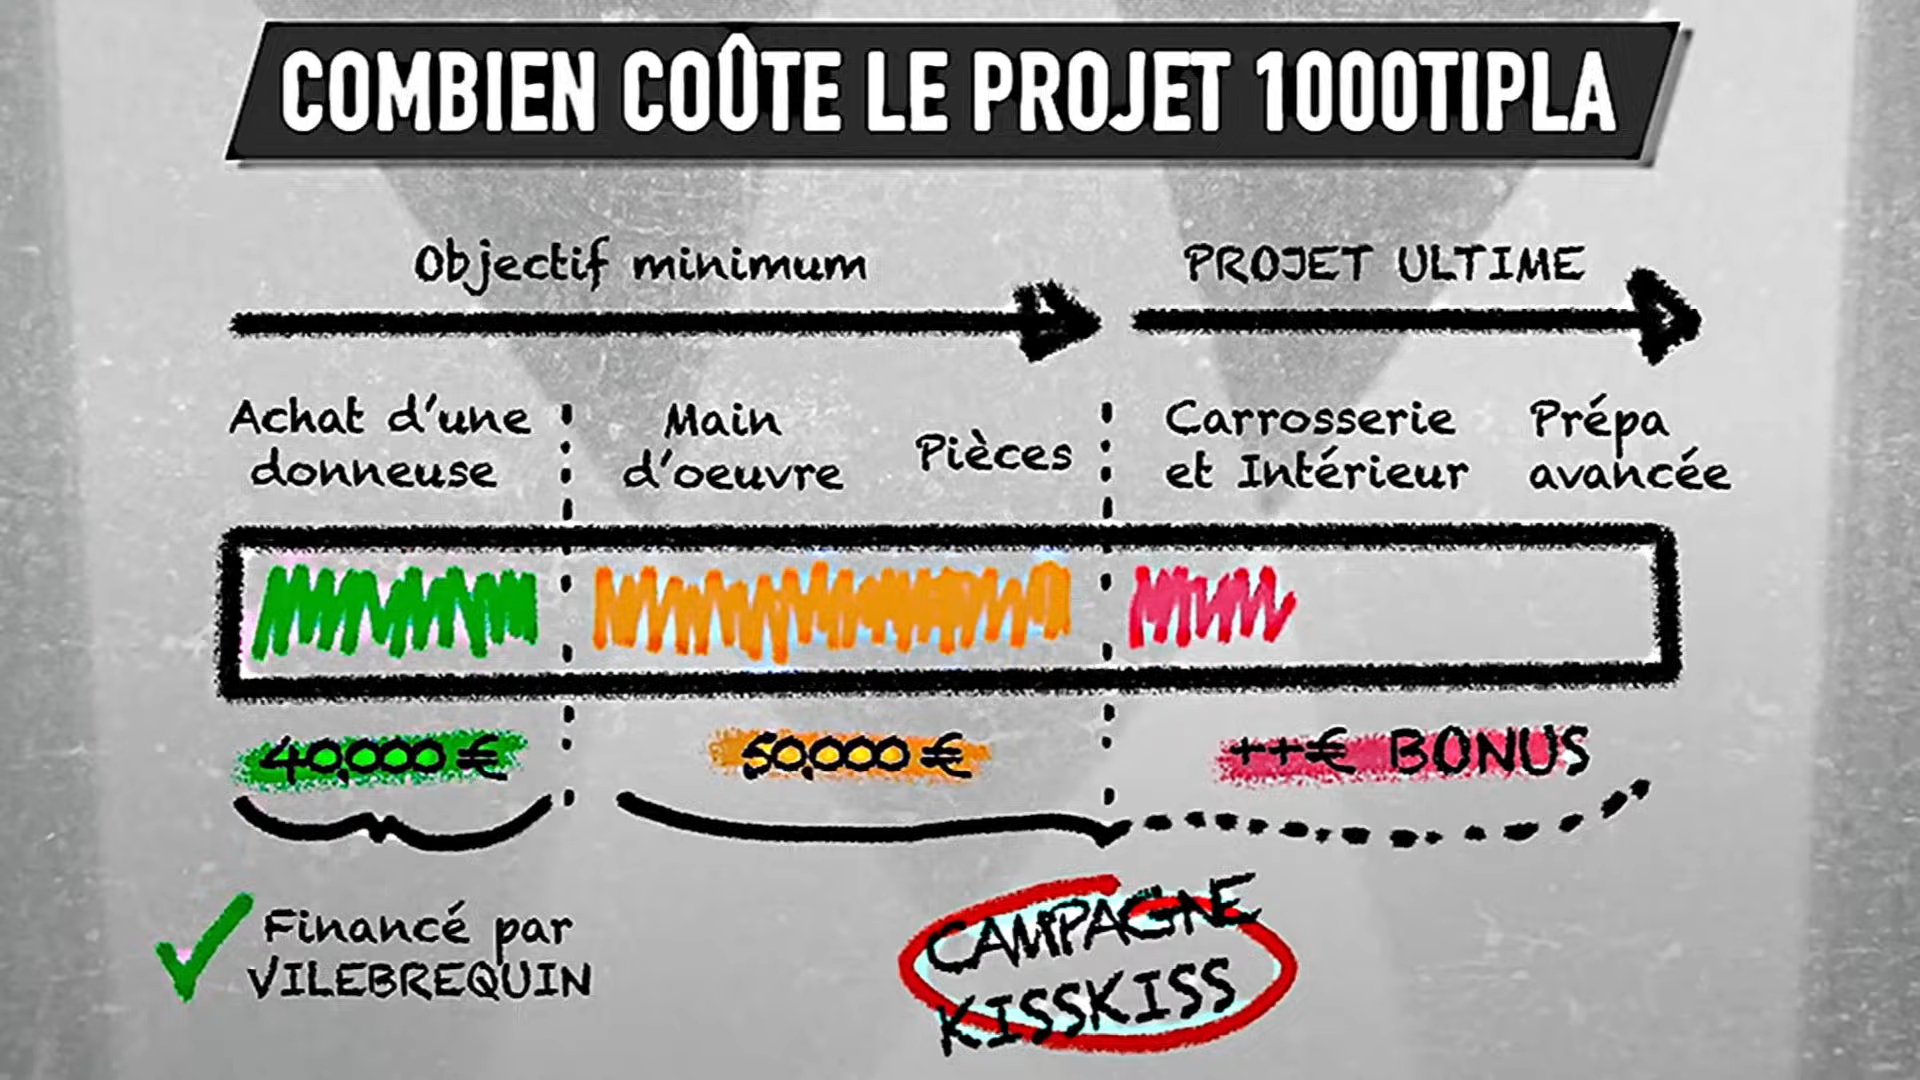 COMBIEN COÛTE LE PROJET 1000TIPLA
Objectif minimum
PROJET ULTIME
Achat d'une
donneuse
Main
d'oeuvre
Pièces
Carrosserie
et Intérieur
Prépa
avancée
40,000 €
50,000 €
++€ BONUS
Financé par
VILEBREQUIN
CAMPAGNE
KISSKISS